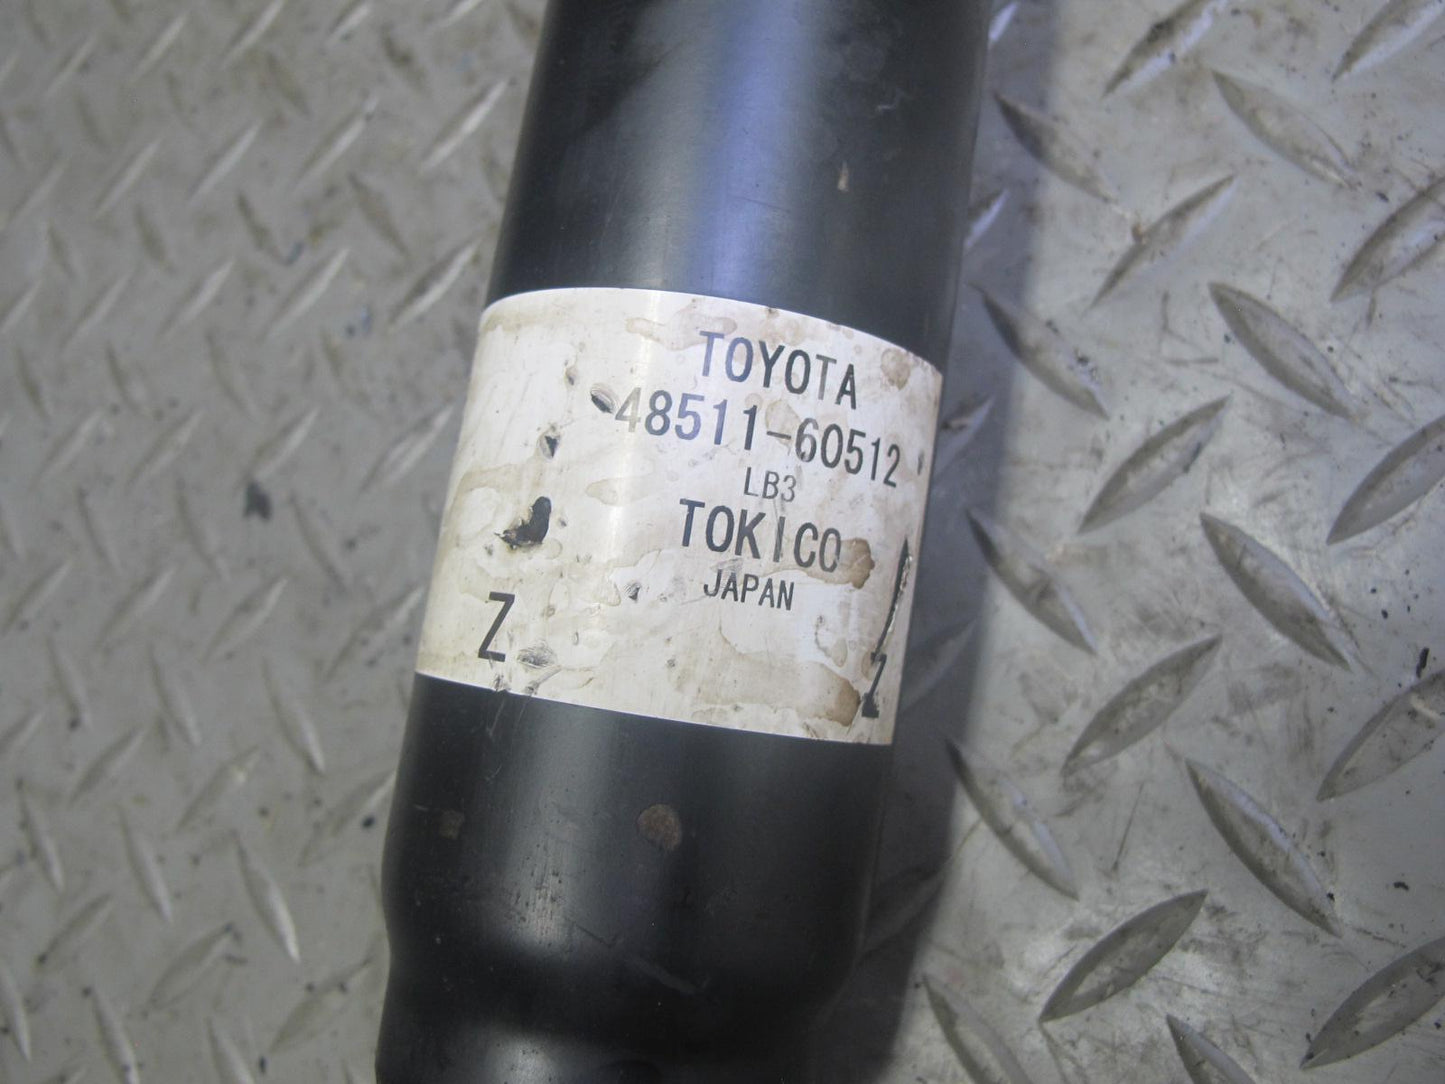 TOYOTA
48511-60512
LB3
TOKICO
JAPAN
Z
Z